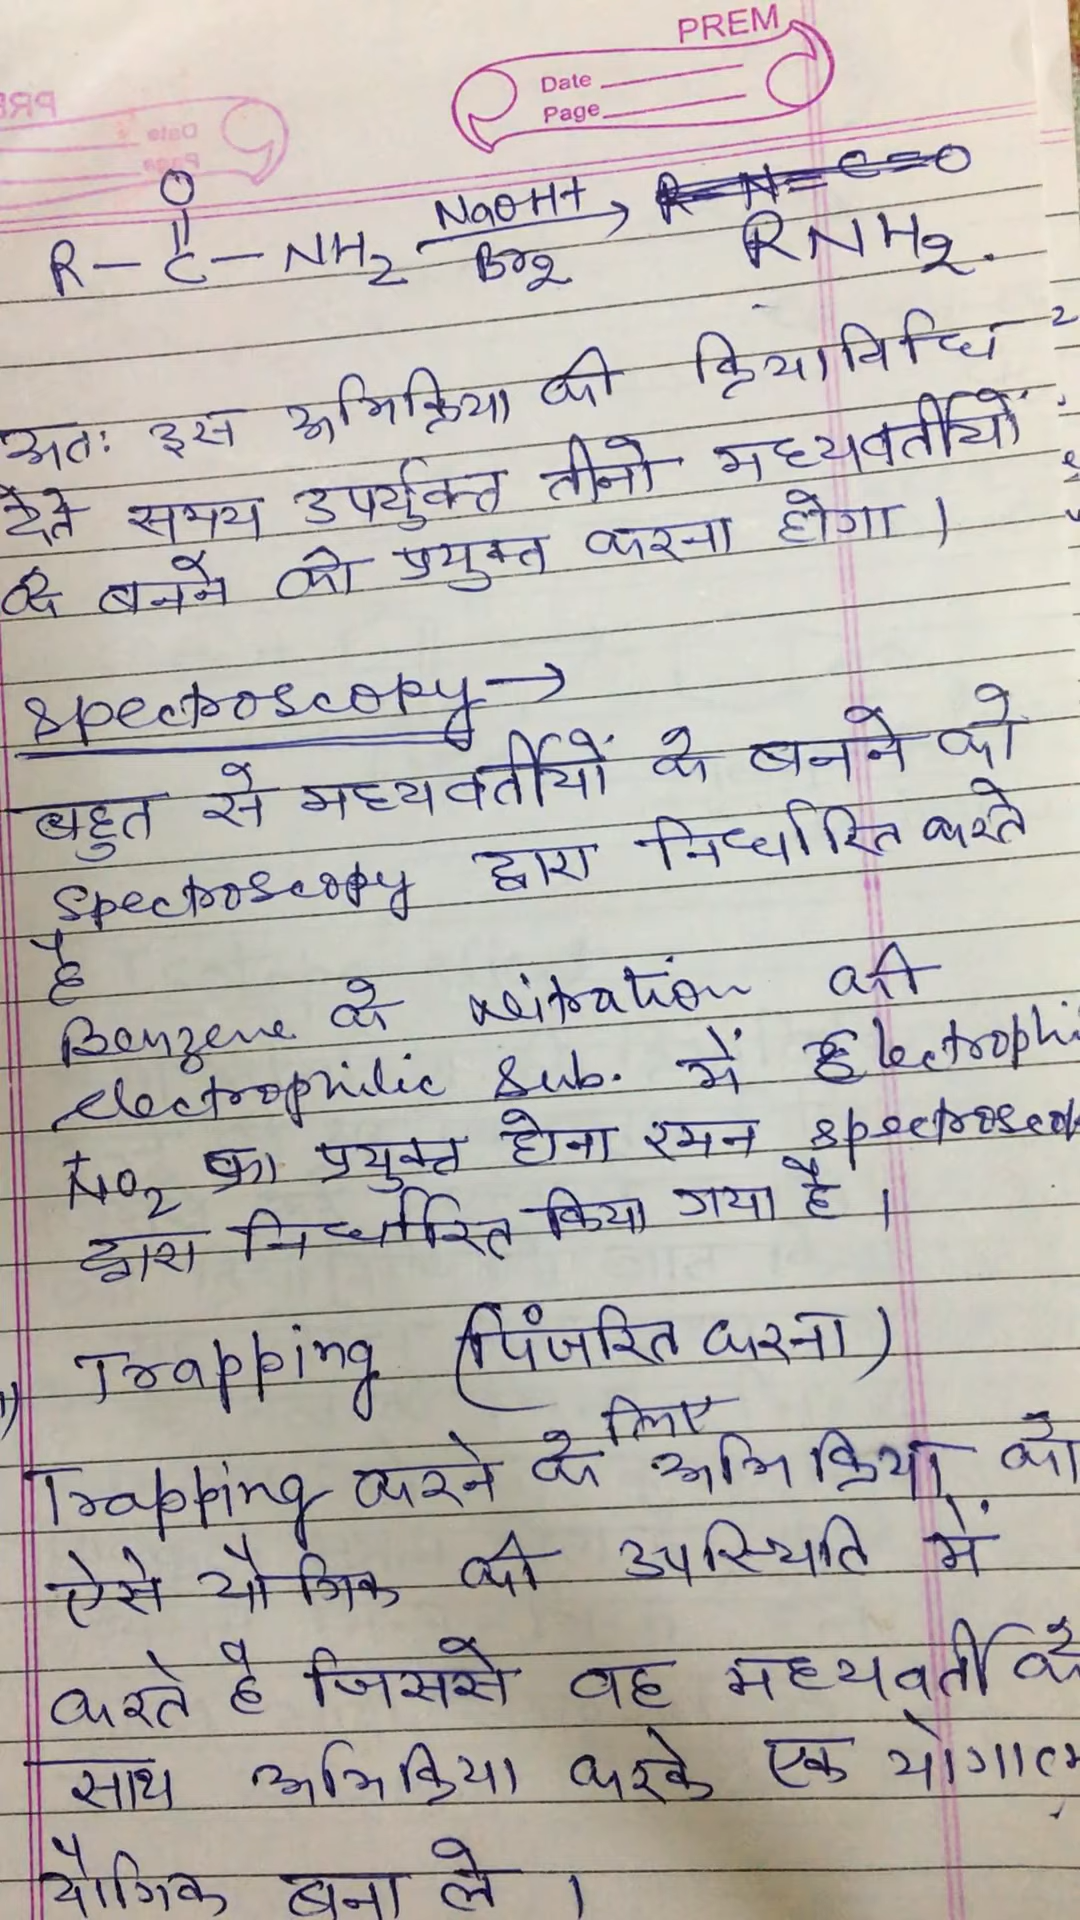 PREM
Date
Page
O
||
R – C – NH2 NaOH + Br2 → R – N = C = O
RNH2.
अतः इस अभिक्रिया की क्रियाविधि
देते समय उपर्युक्त तीनो मध्यवर्तीयों
के बनने को प्रयुक्त करना होगा।
Spectroscopy →
बहुत से मध्यवर्तीयों के बनने को
Spectroscopy द्वारा निर्धारित करते
है
Benzene के Nitration की
electrophilic Sub. में Electrophi
NO2 का प्रयुक्त होना रमन spectroscop
द्वारा निर्धारित किया गया है।
Trapping (पिंजरित करना)
Trapping करने के लिए अभिक्रिया को
ऐसे यौगिक की उपस्थिति में
करते है जिससे वह मध्यवर्ती के
साथ अभिक्रिया करके एक योगात्म
यौगिक बना ले।